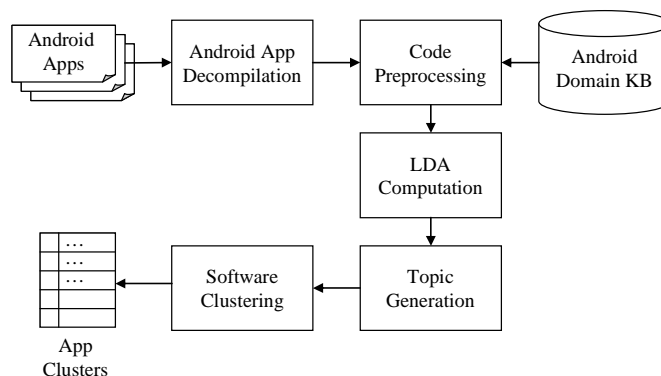 Android
Apps
Android App
Decompilation
Code
Preprocessing
Android
Domain KB
LDA
Computation
...
...
...
Software
Clustering
Topic
Generation
App
Clusters